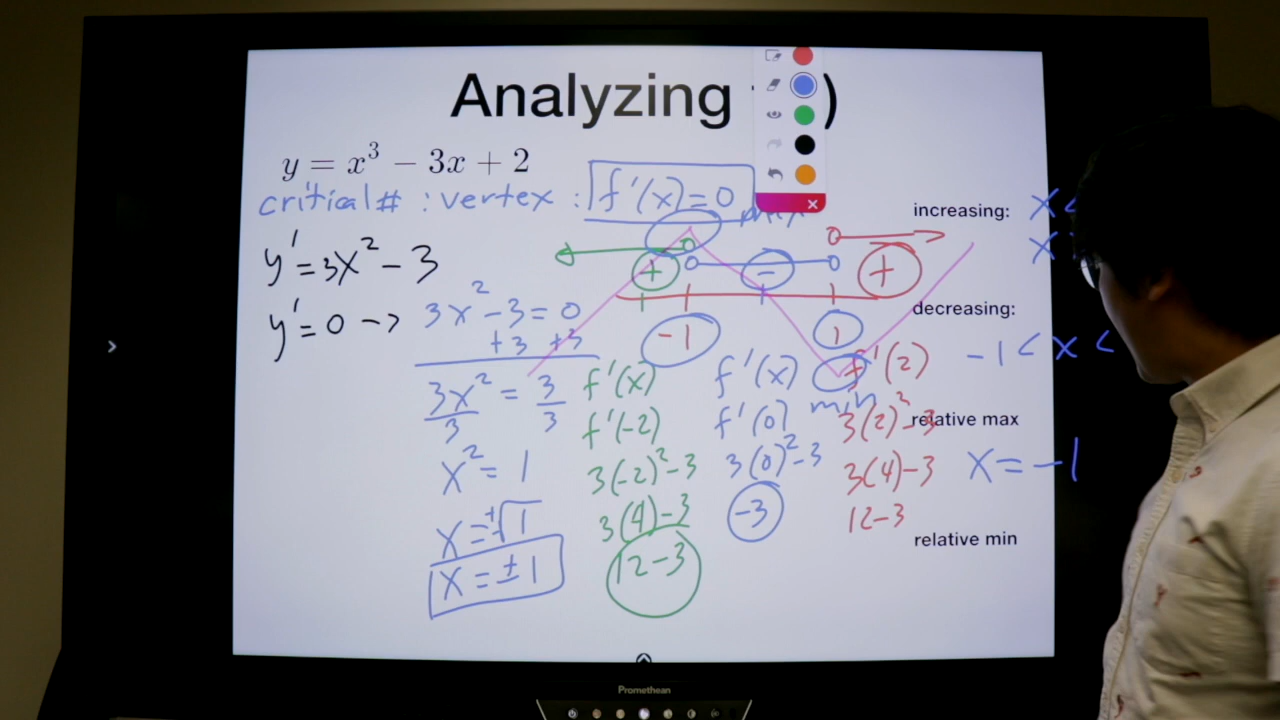 Analyzing )
y = x³ − 3x + 2
critical # : vertex : f'(x) = 0
max
increasing: x <
x
y' = 3x² − 3
+ − +
y' = 0 → 3x² − 3 = 0
+3 +3
−1 1
decreasing:
−1 < x <
3x² = 3
3 3
x² = 1
x = ±√1
x = ±1
f'(x)
f'(−2)
3(−2)² − 3
3(4) − 3
12 − 3
f'(x)
f'(0)
3(0)² − 3
−3
min
f'(2)
3(2)² − 3
3(4) − 3
12 − 3
relative max
x = −1
relative min
Promethean